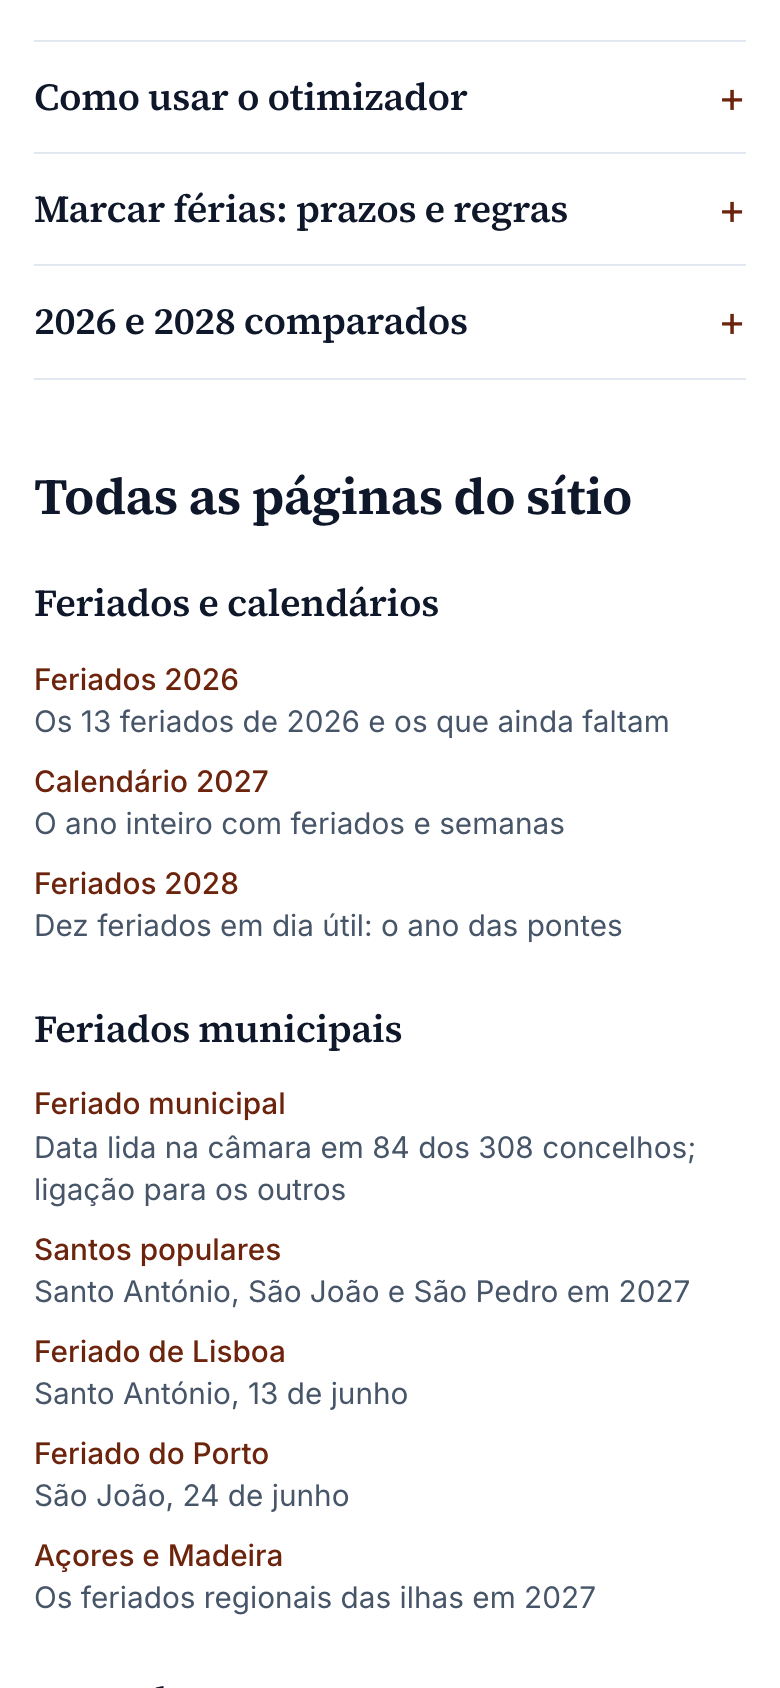 Como usar o otimizador +
Marcar férias: prazos e regras +
2026 e 2028 comparados +
Todas as páginas do sítio
Feriados e calendários
Feriados 2026
Os 13 feriados de 2026 e os que ainda faltam
Calendário 2027
O ano inteiro com feriados e semanas
Feriados 2028
Dez feriados em dia útil: o ano das pontes
Feriados municipais
Feriado municipal
Data lida na câmara em 84 dos 308 concelhos;
ligação para os outros
Santos populares
Santo António, São João e São Pedro em 2027
Feriado de Lisboa
Santo António, 13 de junho
Feriado do Porto
São João, 24 de junho
Açores e Madeira
Os feriados regionais das ilhas em 2027